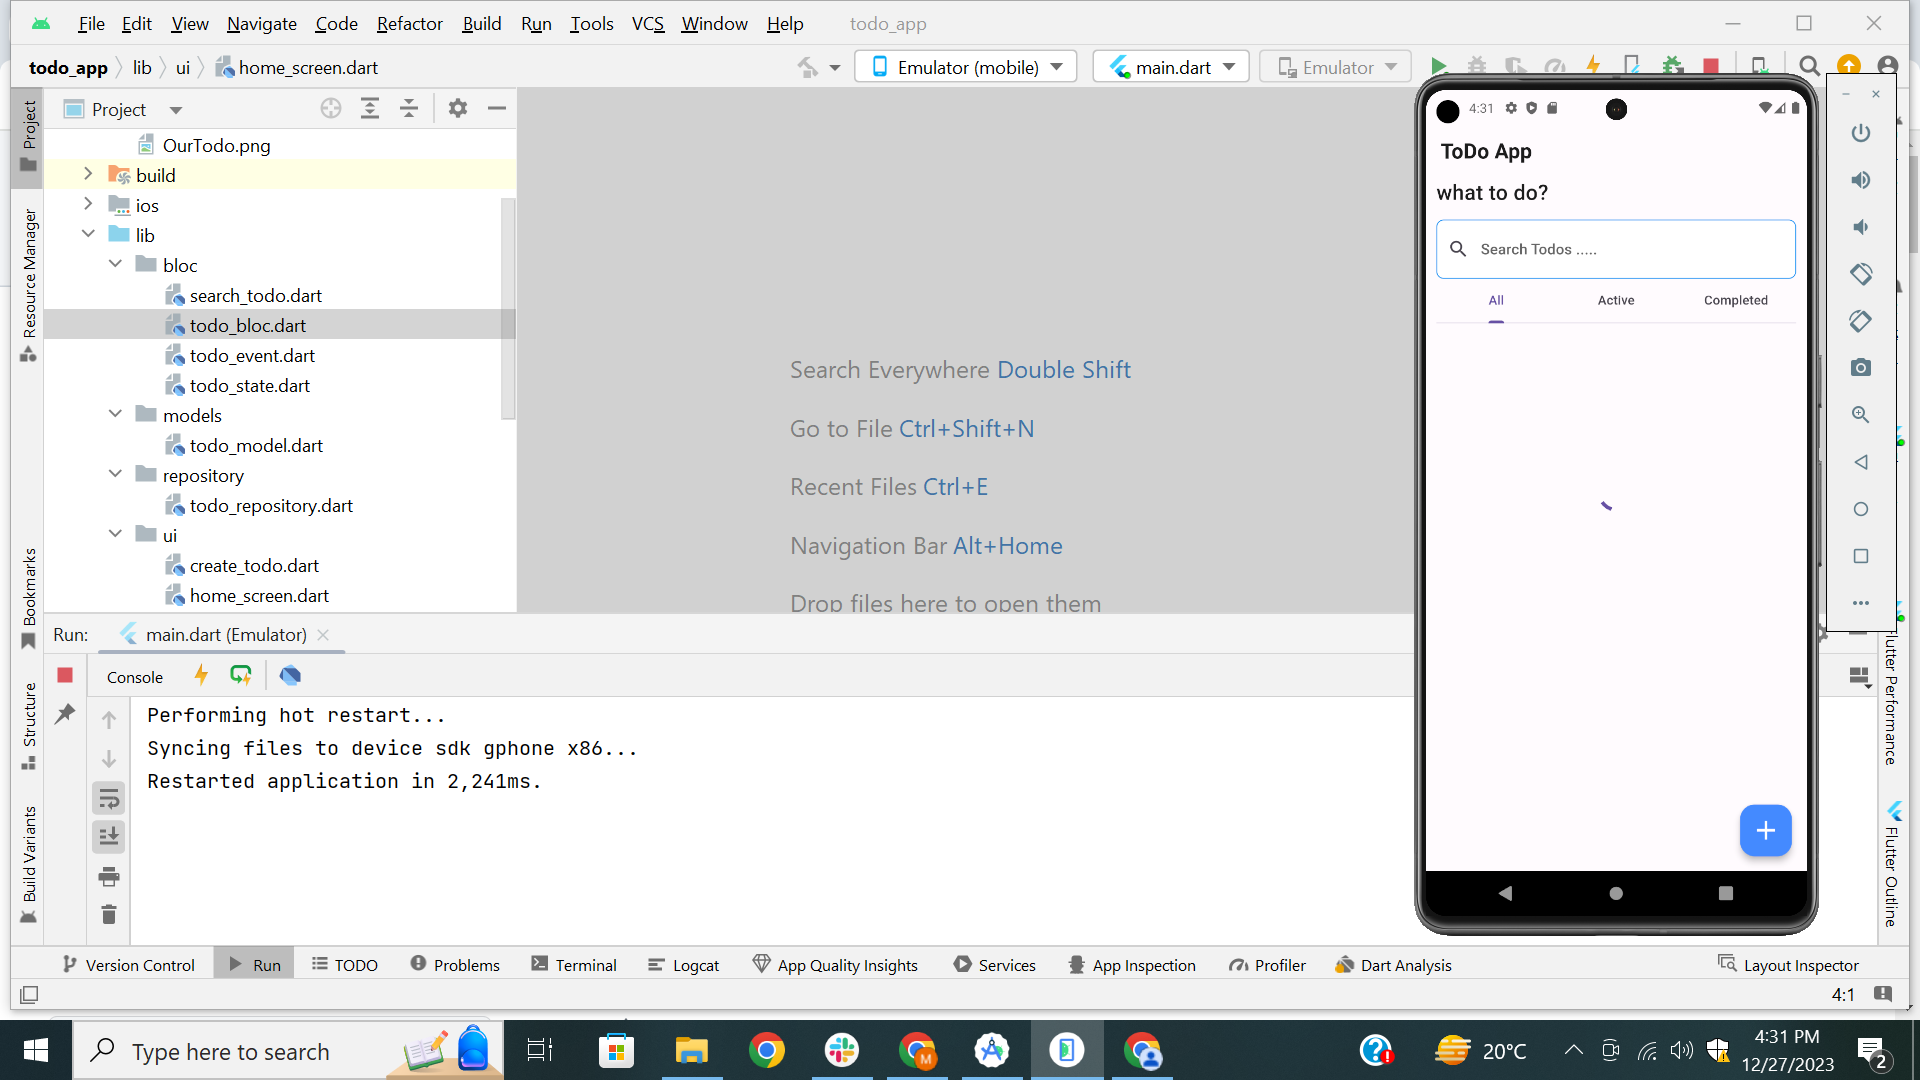 File Edit View Navigate Code Refactor Build Run Tools VCS Window Help todo_app
todo_app lib ui home_screen.dart
Emulator (mobile) main.dart Emulator
Project
OurTodo.png
build
ios
lib
bloc
search_todo.dart
todo_bloc.dart
todo_event.dart
todo_state.dart
models
todo_model.dart
repository
todo_repository.dart
ui
create_todo.dart
home_screen.dart
Project
Resource Manager
Bookmarks
Structure
Build Variants
Search Everywhere Double Shift
Go to File Ctrl+Shift+N
Recent Files Ctrl+E
Navigation Bar Alt+Home
Drop files here to open them
4:31
ToDo App
what to do?
Search Todos .....
All Active Completed
Run: main.dart (Emulator)
Console
Performing hot restart...
Syncing files to device sdk gphone x86...
Restarted application in 2,241ms.
Flutter Performance
Flutter Outline
Version Control Run TODO Problems Terminal Logcat App Quality Insights Services App Inspection Profiler Dart Analysis Layout Inspector
4:1
Type here to search
M
20°C
4:31 PM
12/27/2023
2